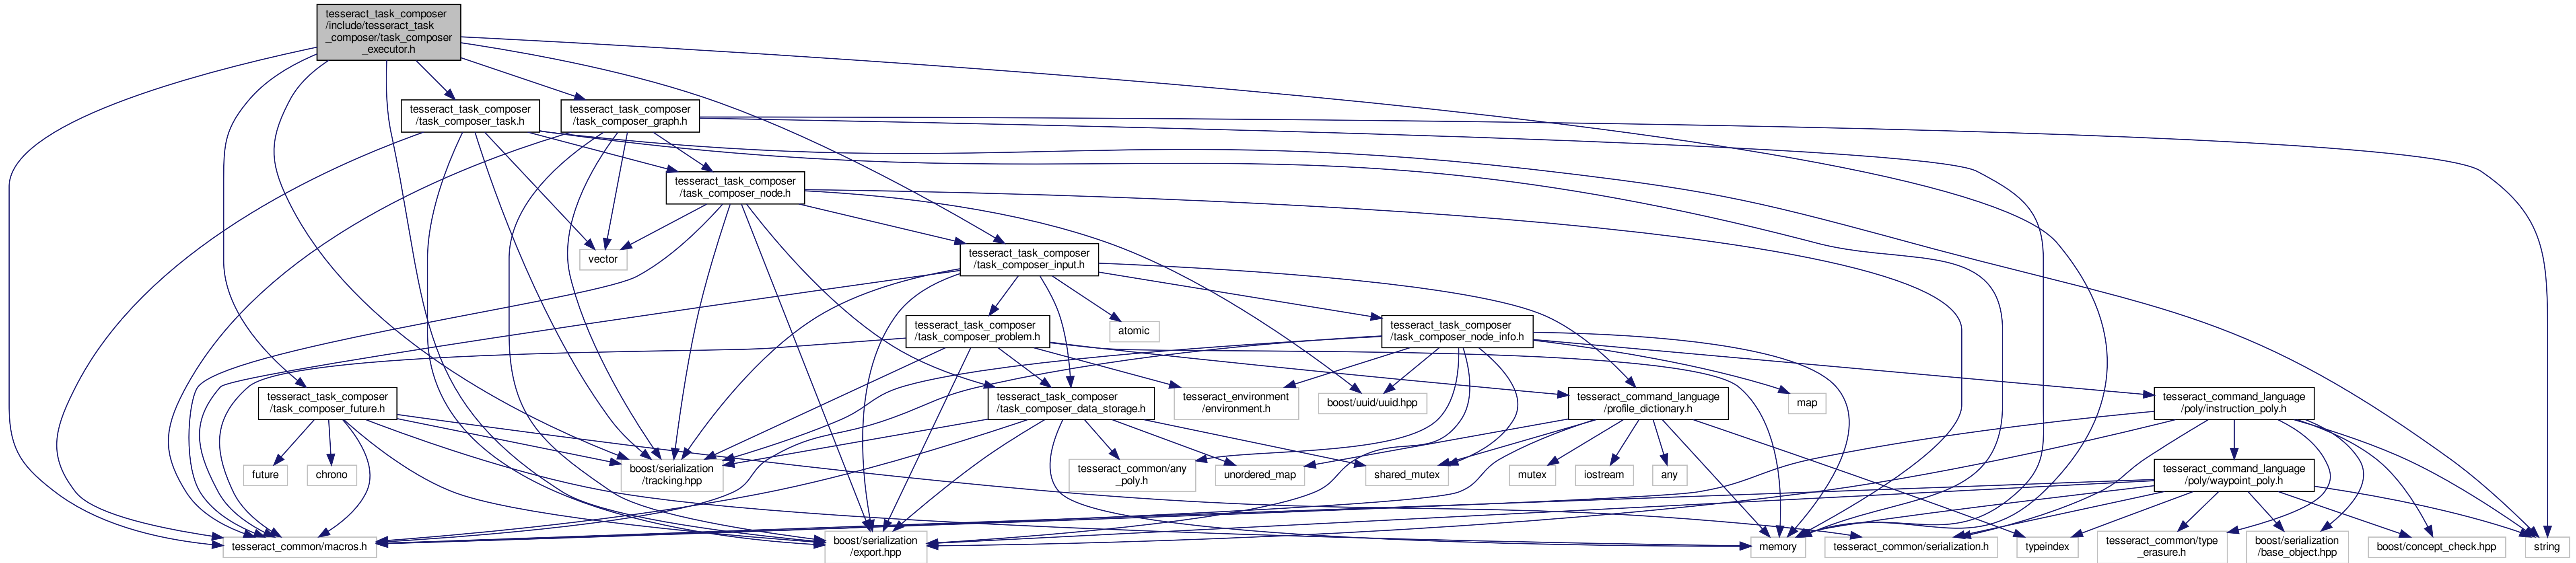 tesseract_task_composer
/include/tesseract_task
_composer/task_composer
_executor.h
tesseract_task_composer
/task_composer_task.h
tesseract_task_composer
/task_composer_graph.h
tesseract_task_composer
/task_composer_node.h
vector
tesseract_task_composer
/task_composer_input.h
tesseract_task_composer
/task_composer_problem.h
atomic
tesseract_task_composer
/task_composer_node_info.h
tesseract_task_composer
/task_composer_future.h
tesseract_task_composer
/task_composer_data_storage.h
tesseract_environment
/environment.h
boost/uuid/uuid.hpp
tesseract_command_language
/profile_dictionary.h
map
tesseract_command_language
/poly/instruction_poly.h
future
chrono
boost/serialization
/tracking.hpp
tesseract_common/any
_poly.h
unordered_map
shared_mutex
mutex
iostream
any
tesseract_command_language
/poly/waypoint_poly.h
tesseract_common/macros.h
boost/serialization
/export.hpp
memory
tesseract_common/serialization.h
typeindex
tesseract_common/type
_erasure.h
boost/serialization
/base_object.hpp
boost/concept_check.hpp
string